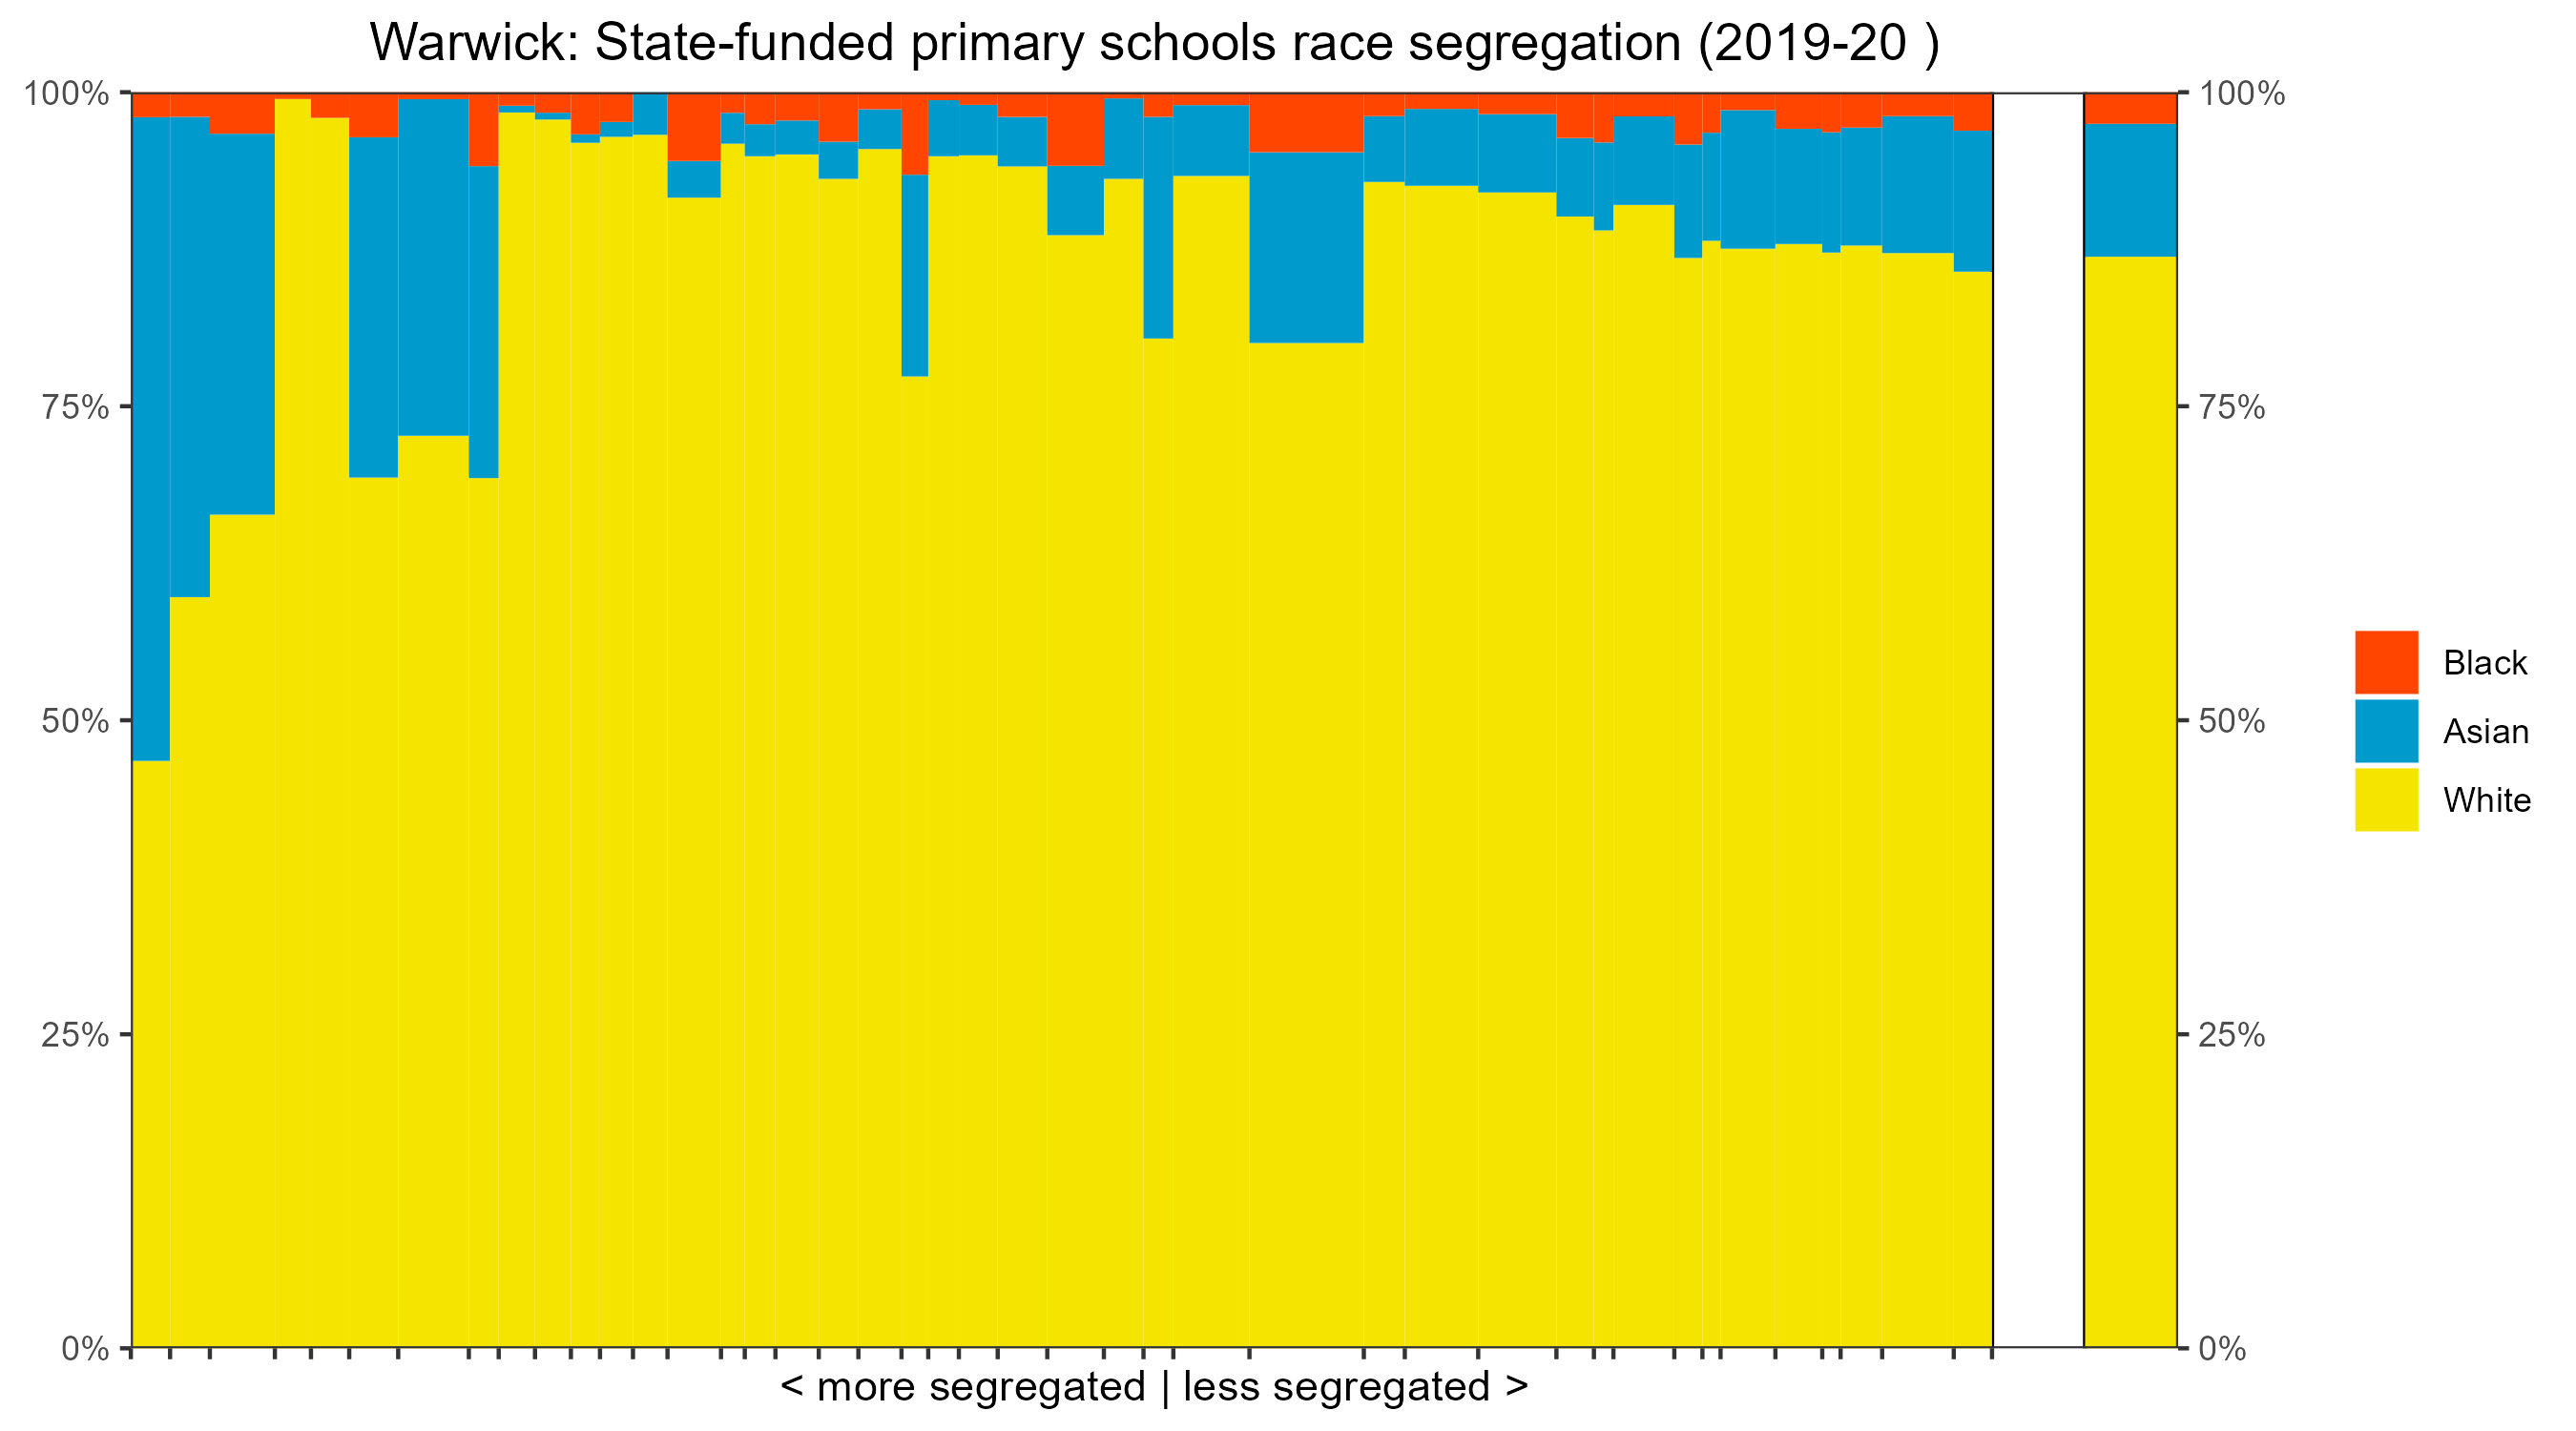 Warwick: State-funded primary schools race segregation (2019-20 )
100%
75%
50%
25%
0%
100%
75%
50%
25%
0%
Black
Asian
White
< more segregated | less segregated >